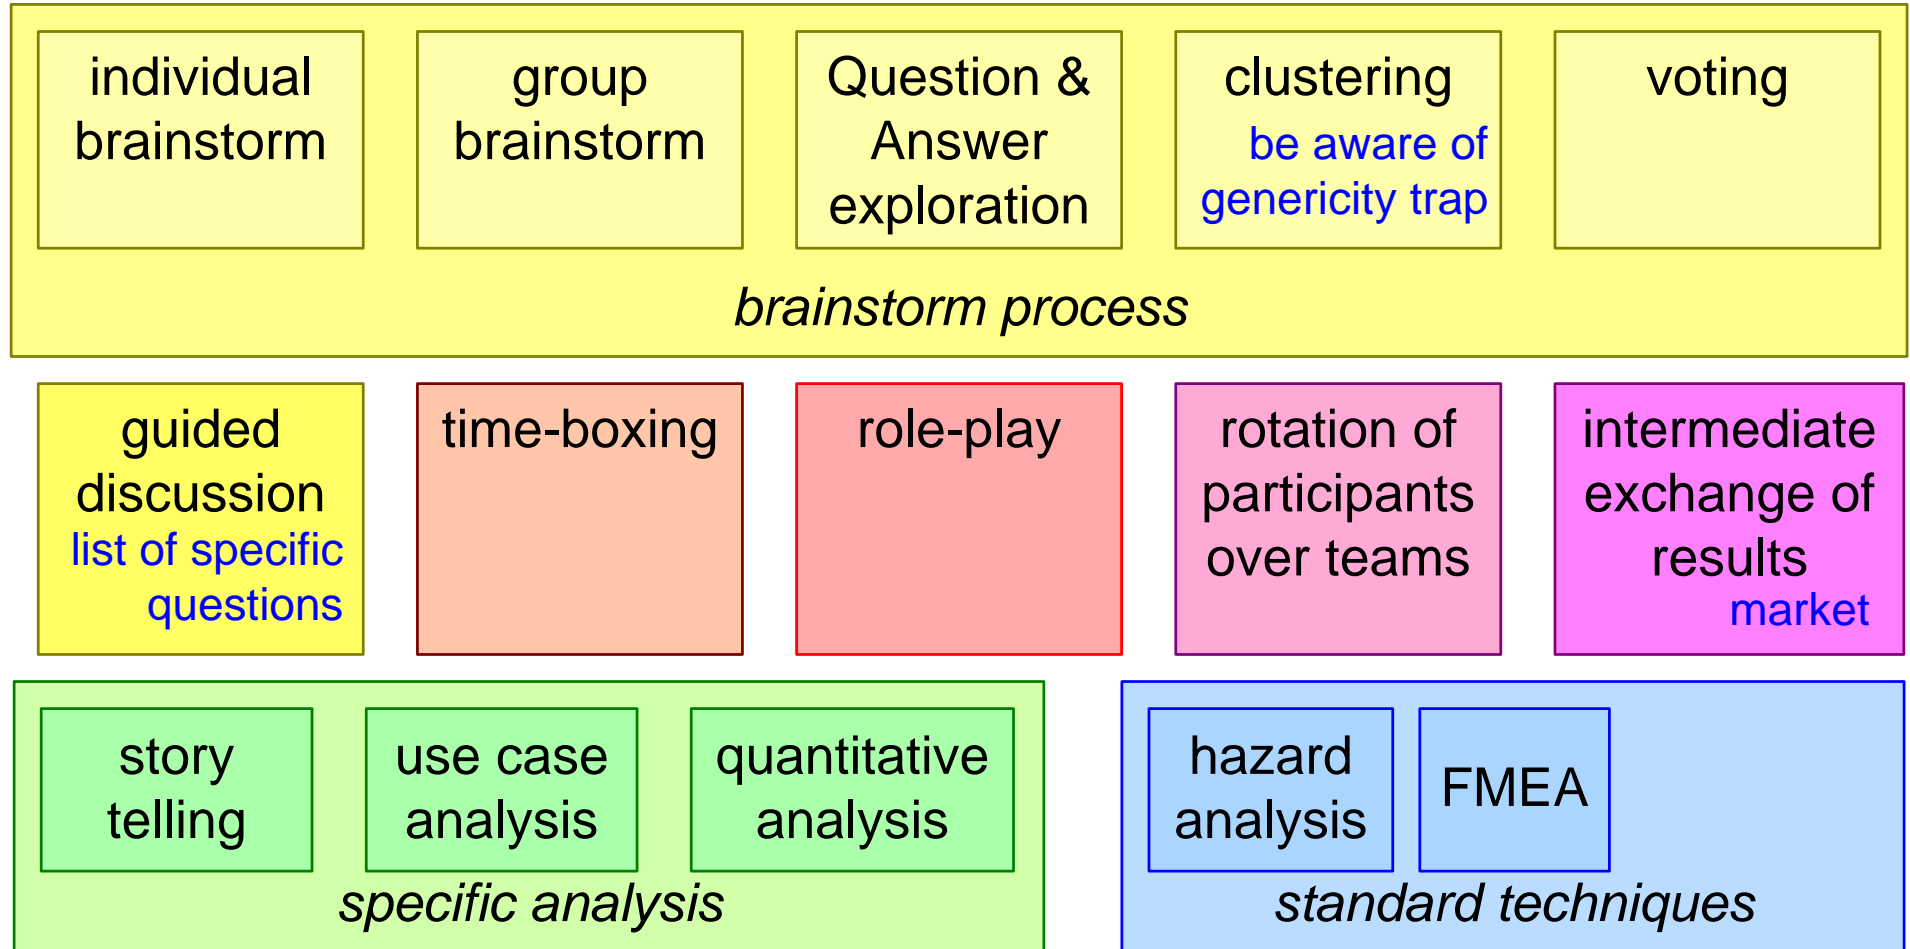 individual
brainstorm
group
brainstorm
Question &
Answer
exploration
clustering
be aware of
genericity trap
voting
brainstorm process
guided
discussion
list of specific
questions
time-boxing
role-play
rotation of
participants
over teams
intermediate
exchange of
results
market
story
telling
use case
analysis
quantitative
analysis
specific analysis
hazard
analysis
FMEA
standard techniques